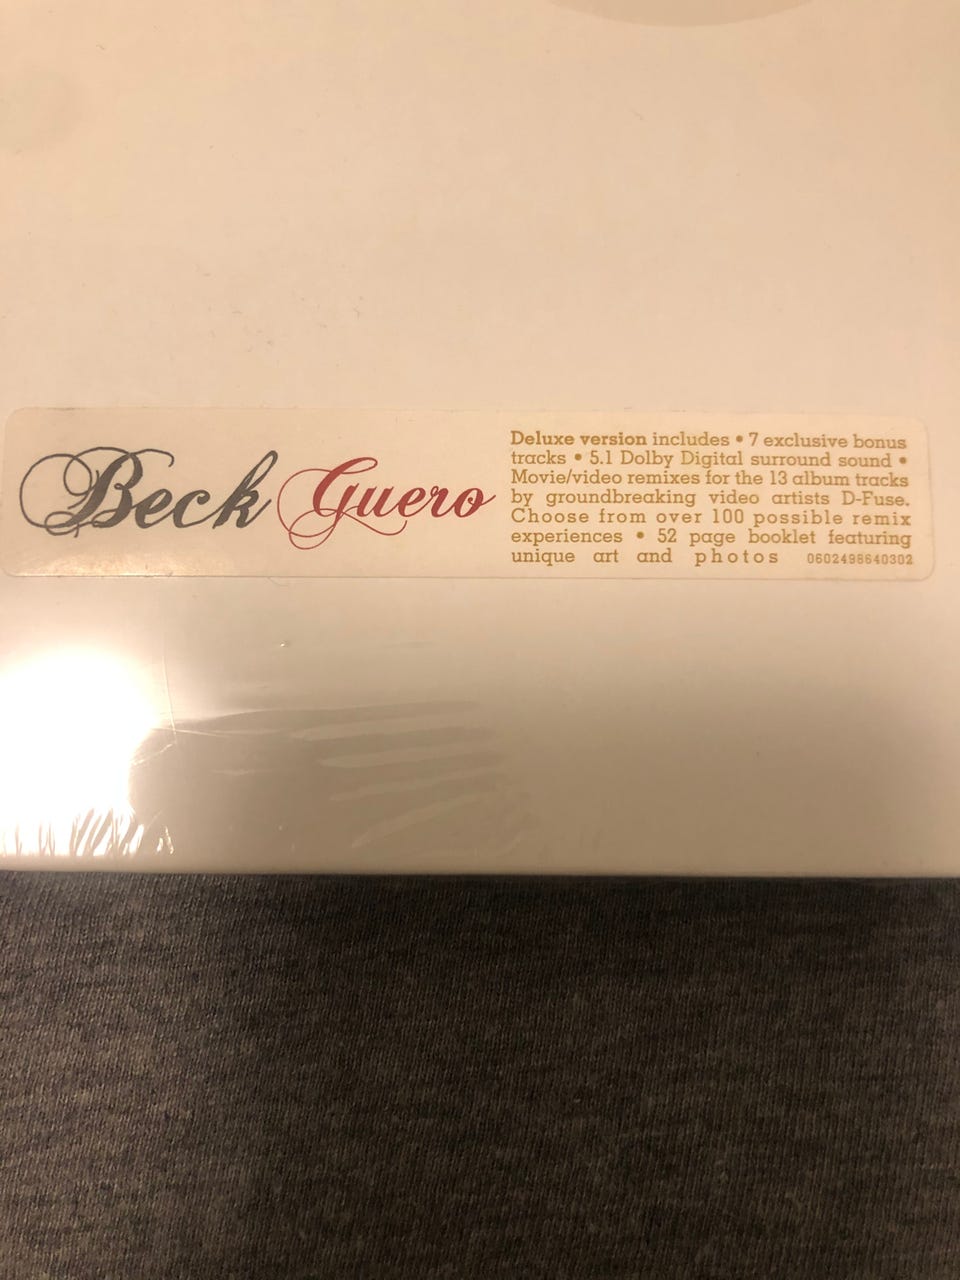 Beck Guero
Deluxe version includes • 7 exclusive bonus
tracks • 5.1 Dolby Digital surround sound •
Movie/video remixes for the 13 album tracks
by groundbreaking video artists D-Fuse.
Choose from over 100 possible remix
experiences • 52 page booklet featuring
unique art and photos 0602498640302